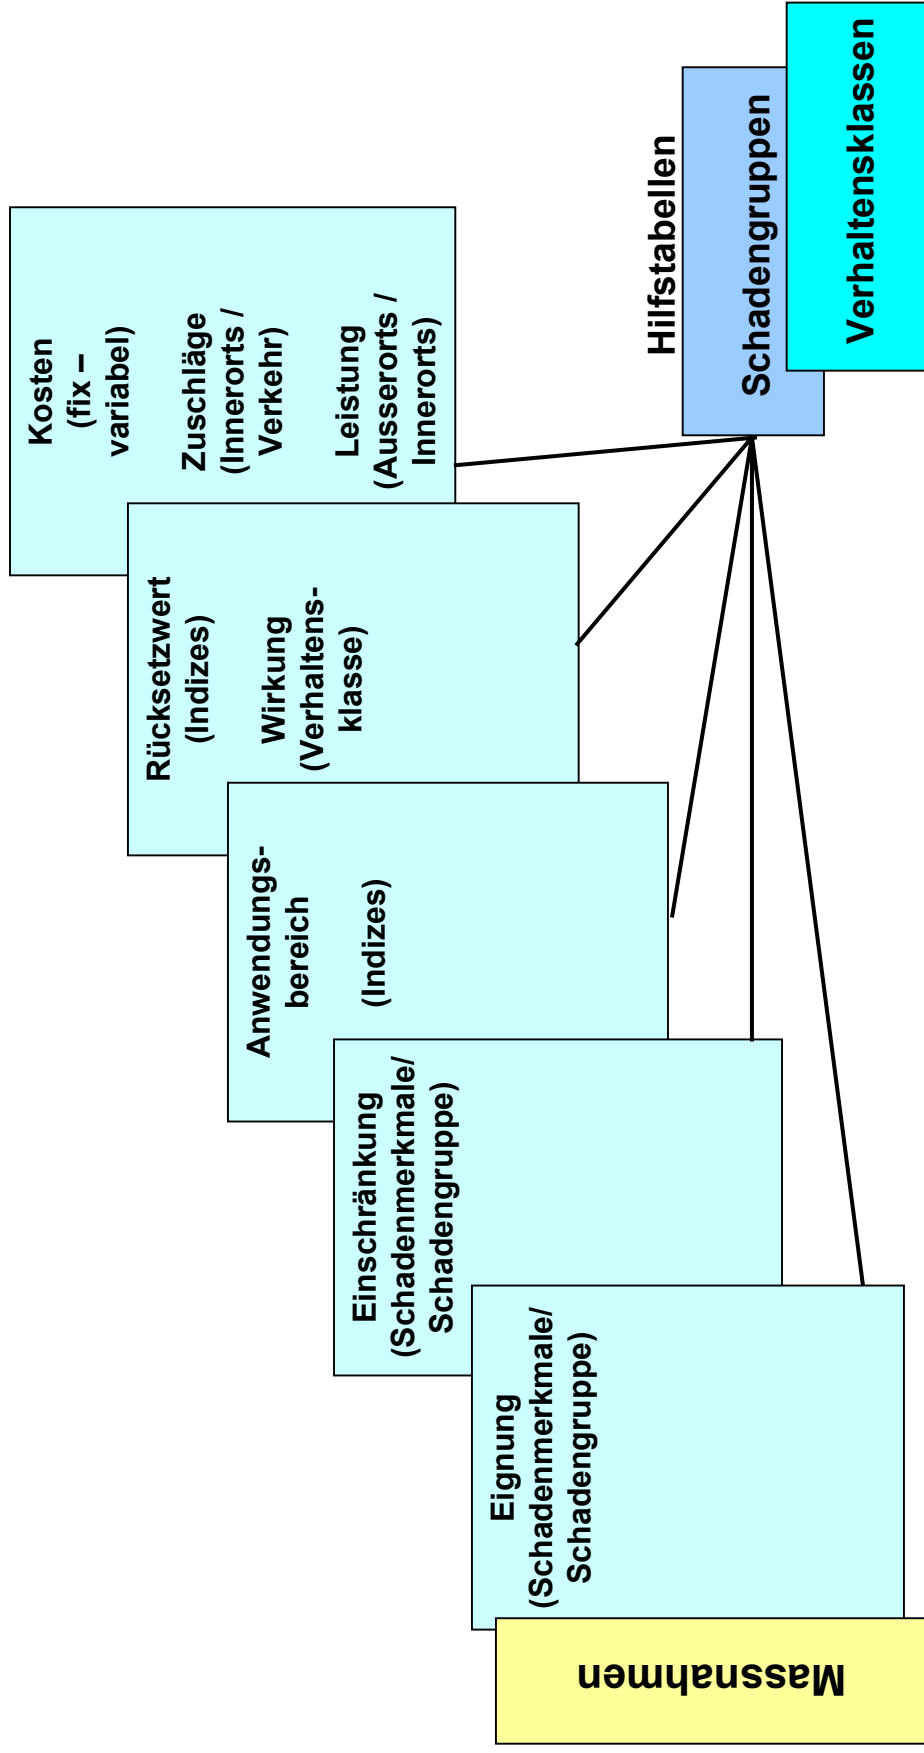 Massnahmen
Eignung
(Schadenmerkmale/
Schadengruppe)
Einschränkung
(Schadenmerkmale/
Schadengruppe)
Anwendungs-
bereich
(Indizes)
Rücksetzwert
(Indizes)
Wirkung
(Verhaltens-
klasse)
Kosten
(fix –
variabel)
Zuschläge
(Innerorts /
Verkehr)
Leistung
(Ausserorts /
Innerorts)
Hilfstabellen
Schadengruppen
Verhaltensklassen